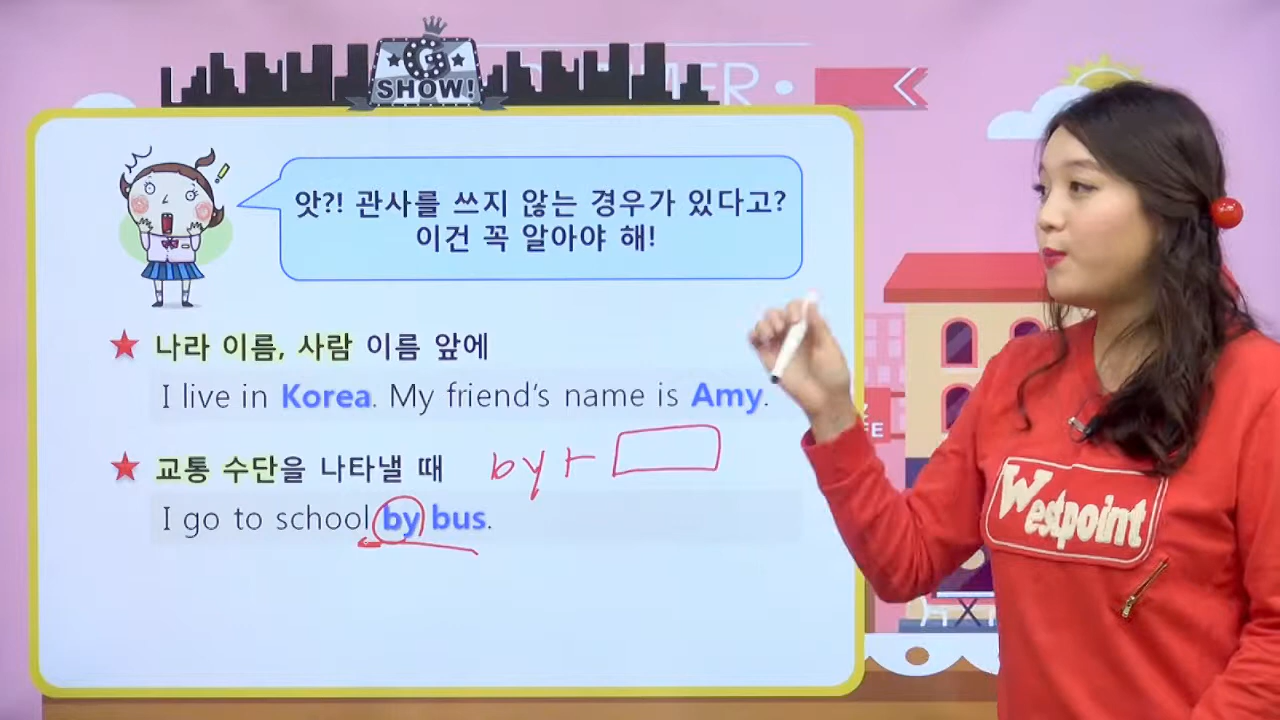 G
SHOW!
앗?! 관사를 쓰지 않는 경우가 있다고?
이건 꼭 알아야 해!
나라 이름, 사람 이름 앞에
I live in Korea. My friend's name is Amy.
교통 수단을 나타낼 때
by +
I go to school by bus.
Westpoint